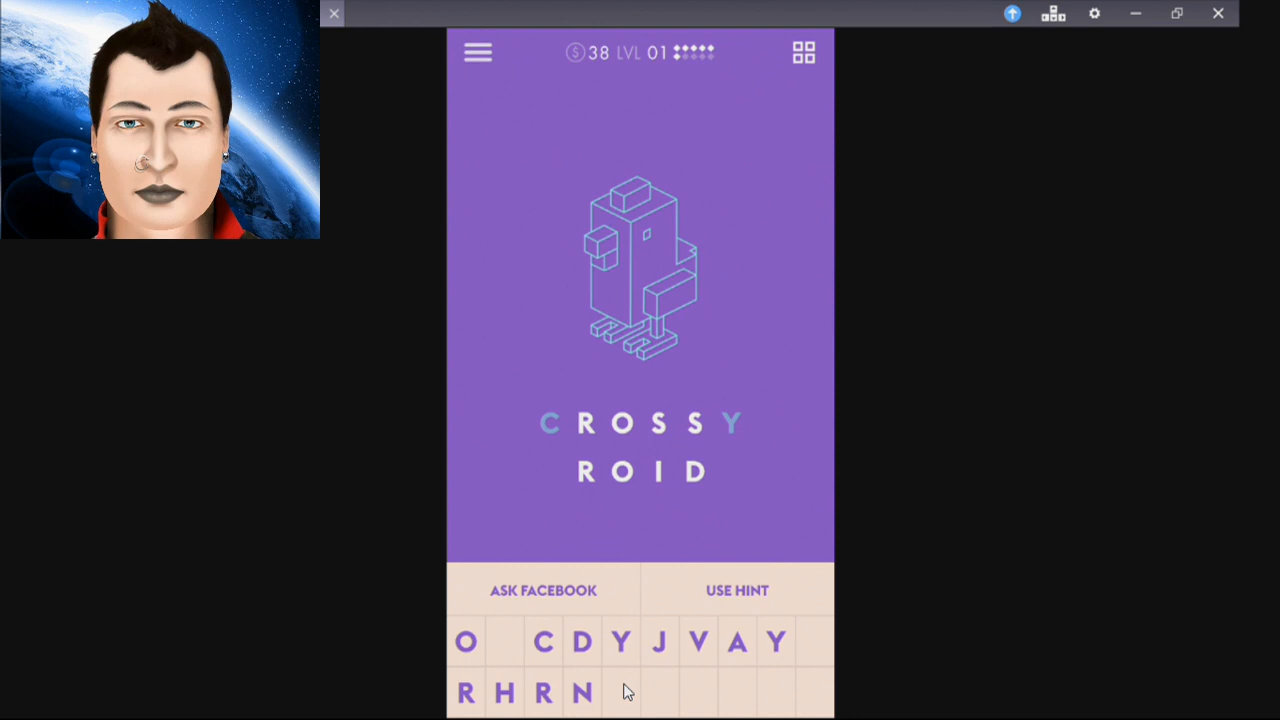 $ 38 LVL 01
CROSSY
ROID
ASK FACEBOOK USE HINT
O C D Y J V A Y
R H R N